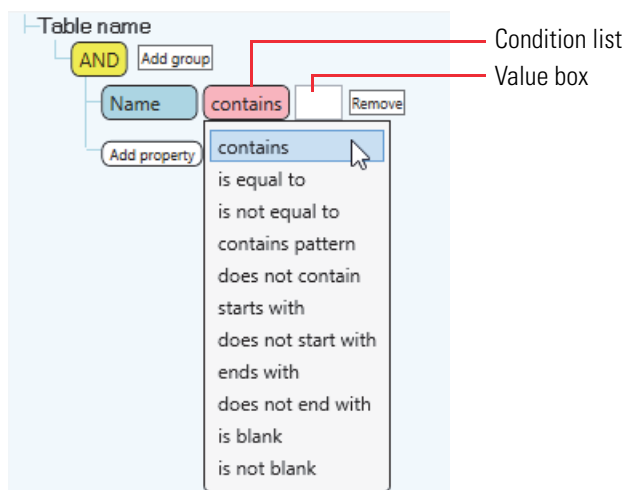 Table name
AND Add group
Condition list
Value box
Name contains Remove
Add property
contains
is equal to
is not equal to
contains pattern
does not contain
starts with
does not start with
ends with
does not end with
is blank
is not blank